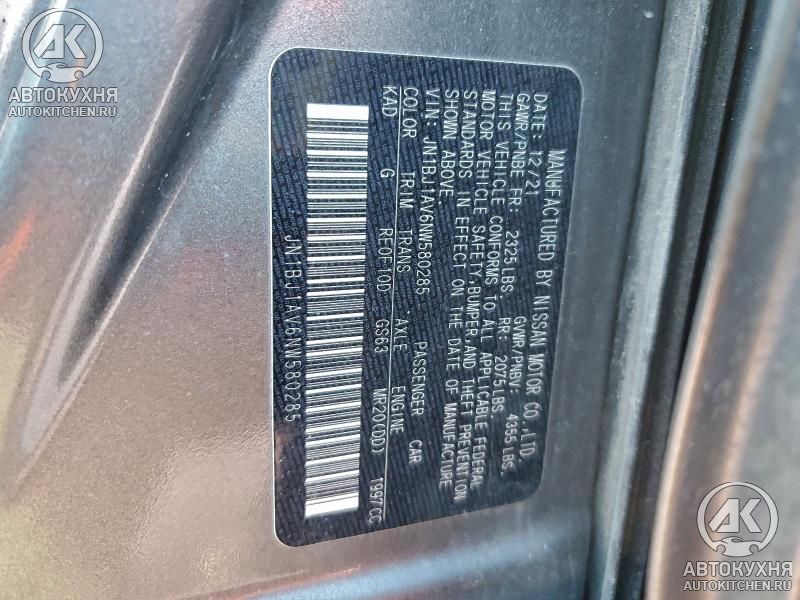 AK
АВТОКУХНЯ
AUTOKITCHEN.RU
MANUFACTURED BY NISSAN MOTOR CO.,LTD.
DATE: 12/21 GVWR/PNBV: 4355LBS.
GAWR/PNBE FR: 2325LBS. RR: 2075LBS.
THIS VEHICLE CONFORMS TO ALL APPLICABLE FEDERAL
MOTOR VEHICLE SAFETY,BUMPER,AND THEFT PREVENTION
STANDARDS IN EFFECT ON THE DATE OF MANUFACTURE
SHOWN ABOVE.
VIN: JN1BJ1AV6NW580285 PASSENGER CAR
COLOR TRIM TRANS AXLE ENGINE
KAD G RE0F10D GS63 MR20(DD) 1997CC
JN1BJ1AV6NW580285
AK
АВТОКУХНЯ
AUTOKITCHEN.RU